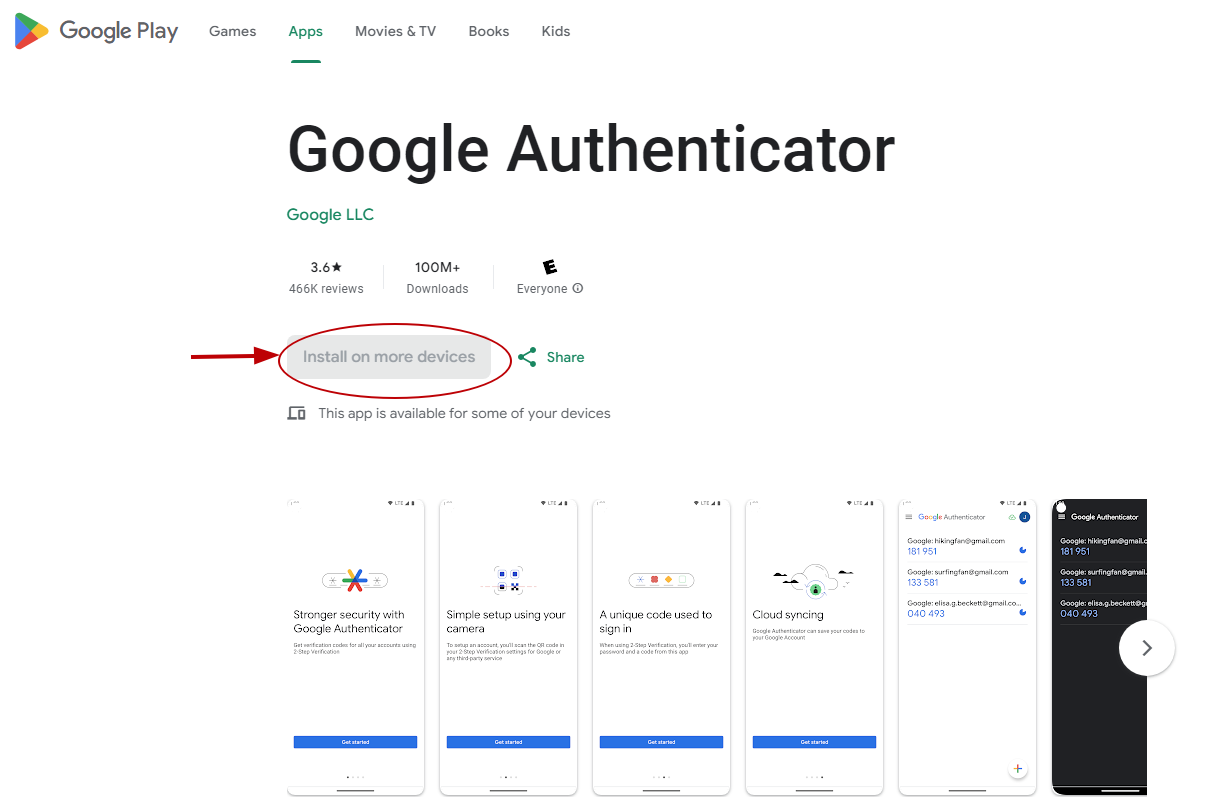 Google Play Games Apps Movies & TV Books Kids
Google Authenticator
Google LLC
3.6★ 100M+ E
466K reviews Downloads Everyone
Install on more devices Share
This app is available for some of your devices
LTE
Stronger security with
Google Authenticator
Get verification codes for all your accounts using
2-Step Verification
Get started
LTE
Simple setup using your
camera
To setup an account, you'll scan the QR code in
your 2-Step Verification settings for Google or
any third-party service
Get started
LTE
A unique code used to
sign in
When using 2-Step Verification, you'll enter your
password and a code from this app
Get started
LTE
Cloud syncing
Google Authenticator can save your codes to
your Google Account
Get started
LTE
Google Authenticator J
Google: hikingfan@gmail.com
181 951
Google: surfingfan@gmail.com
133 581
Google: elisa.g.beckett@gmail.co...
040 493
Google Authenticator
Google: hikingfan@gmail.c
181 951
Google: surfingfan@gmail.
133 581
Google: elisa.g.beckett@g
040 493